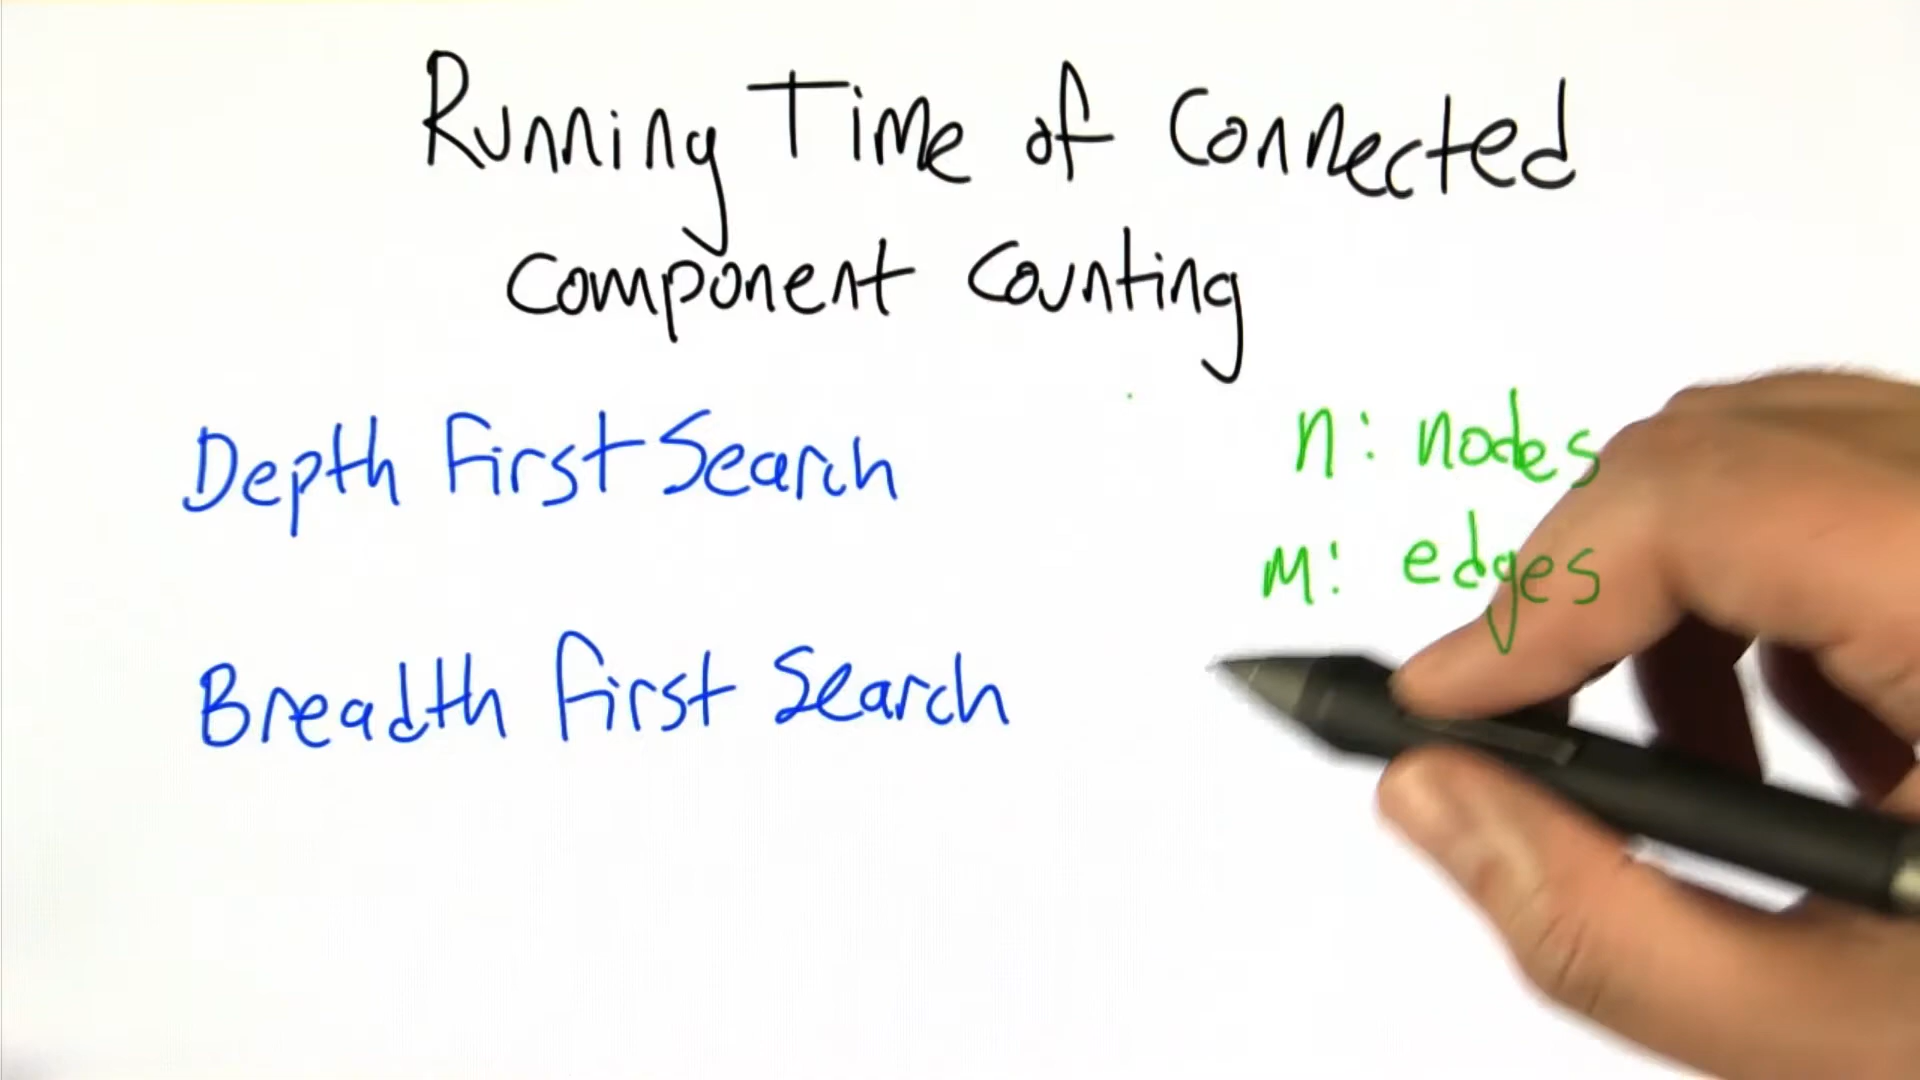 Running Time of Connected
Component Counting
Depth First Search
n: nodes
m: edges
Breadth First Search